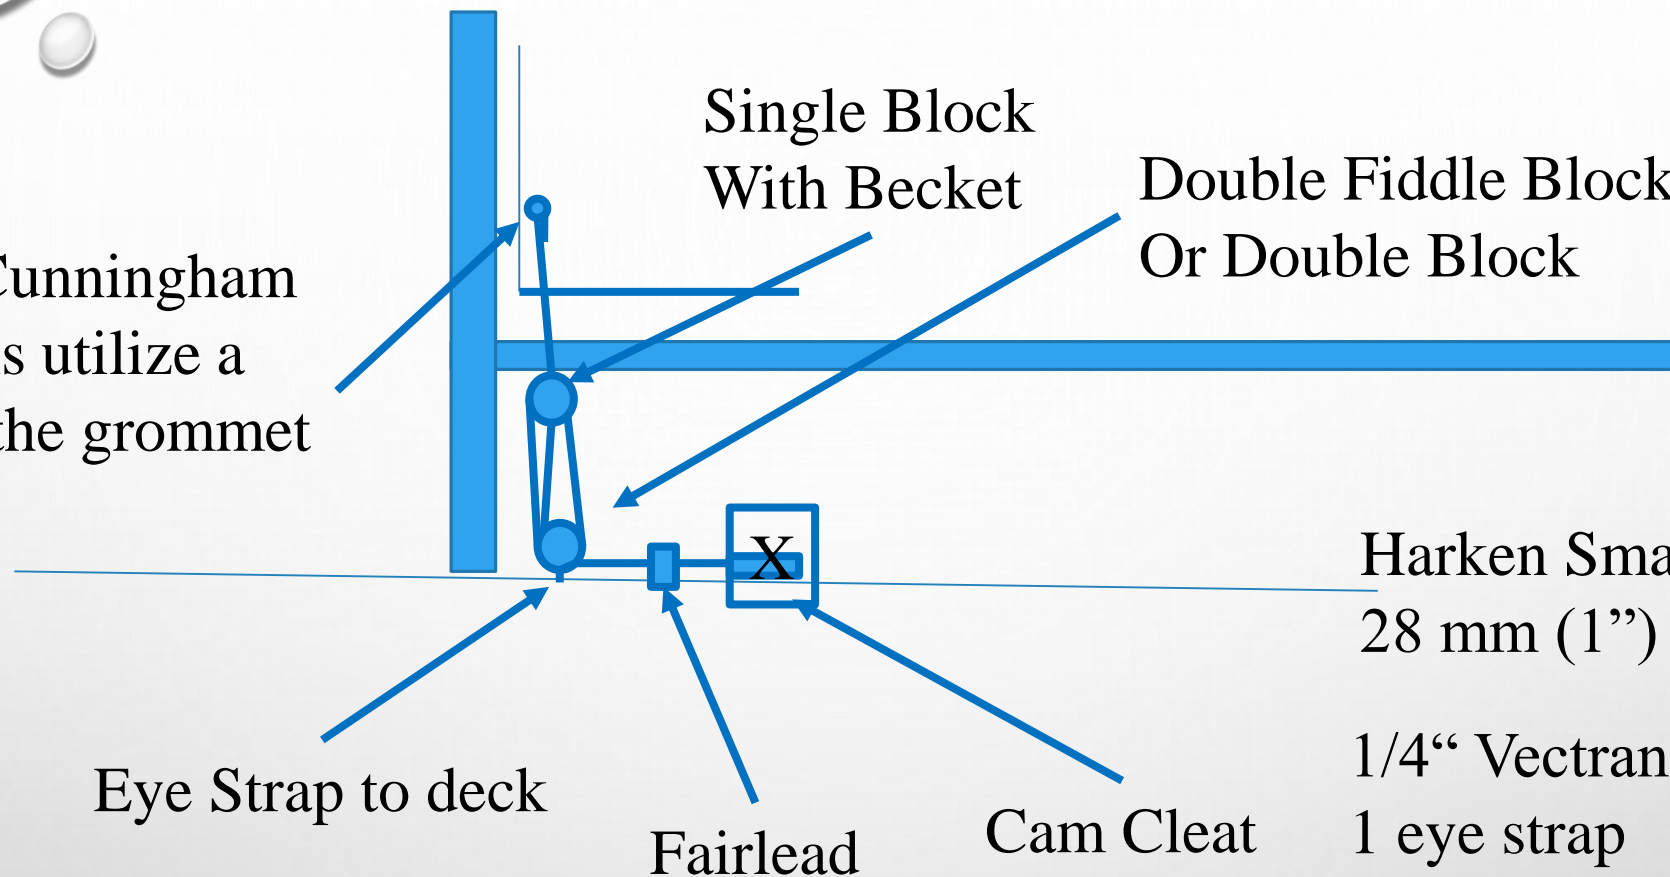 Single Block
With Becket
Double Fiddle Block
Or Double Block
Cunningham
s utilize a
the grommet
X
Harken Sma
28 mm (1”)
1/4“ Vectran
1 eye strap
Eye Strap to deck
Fairlead
Cam Cleat